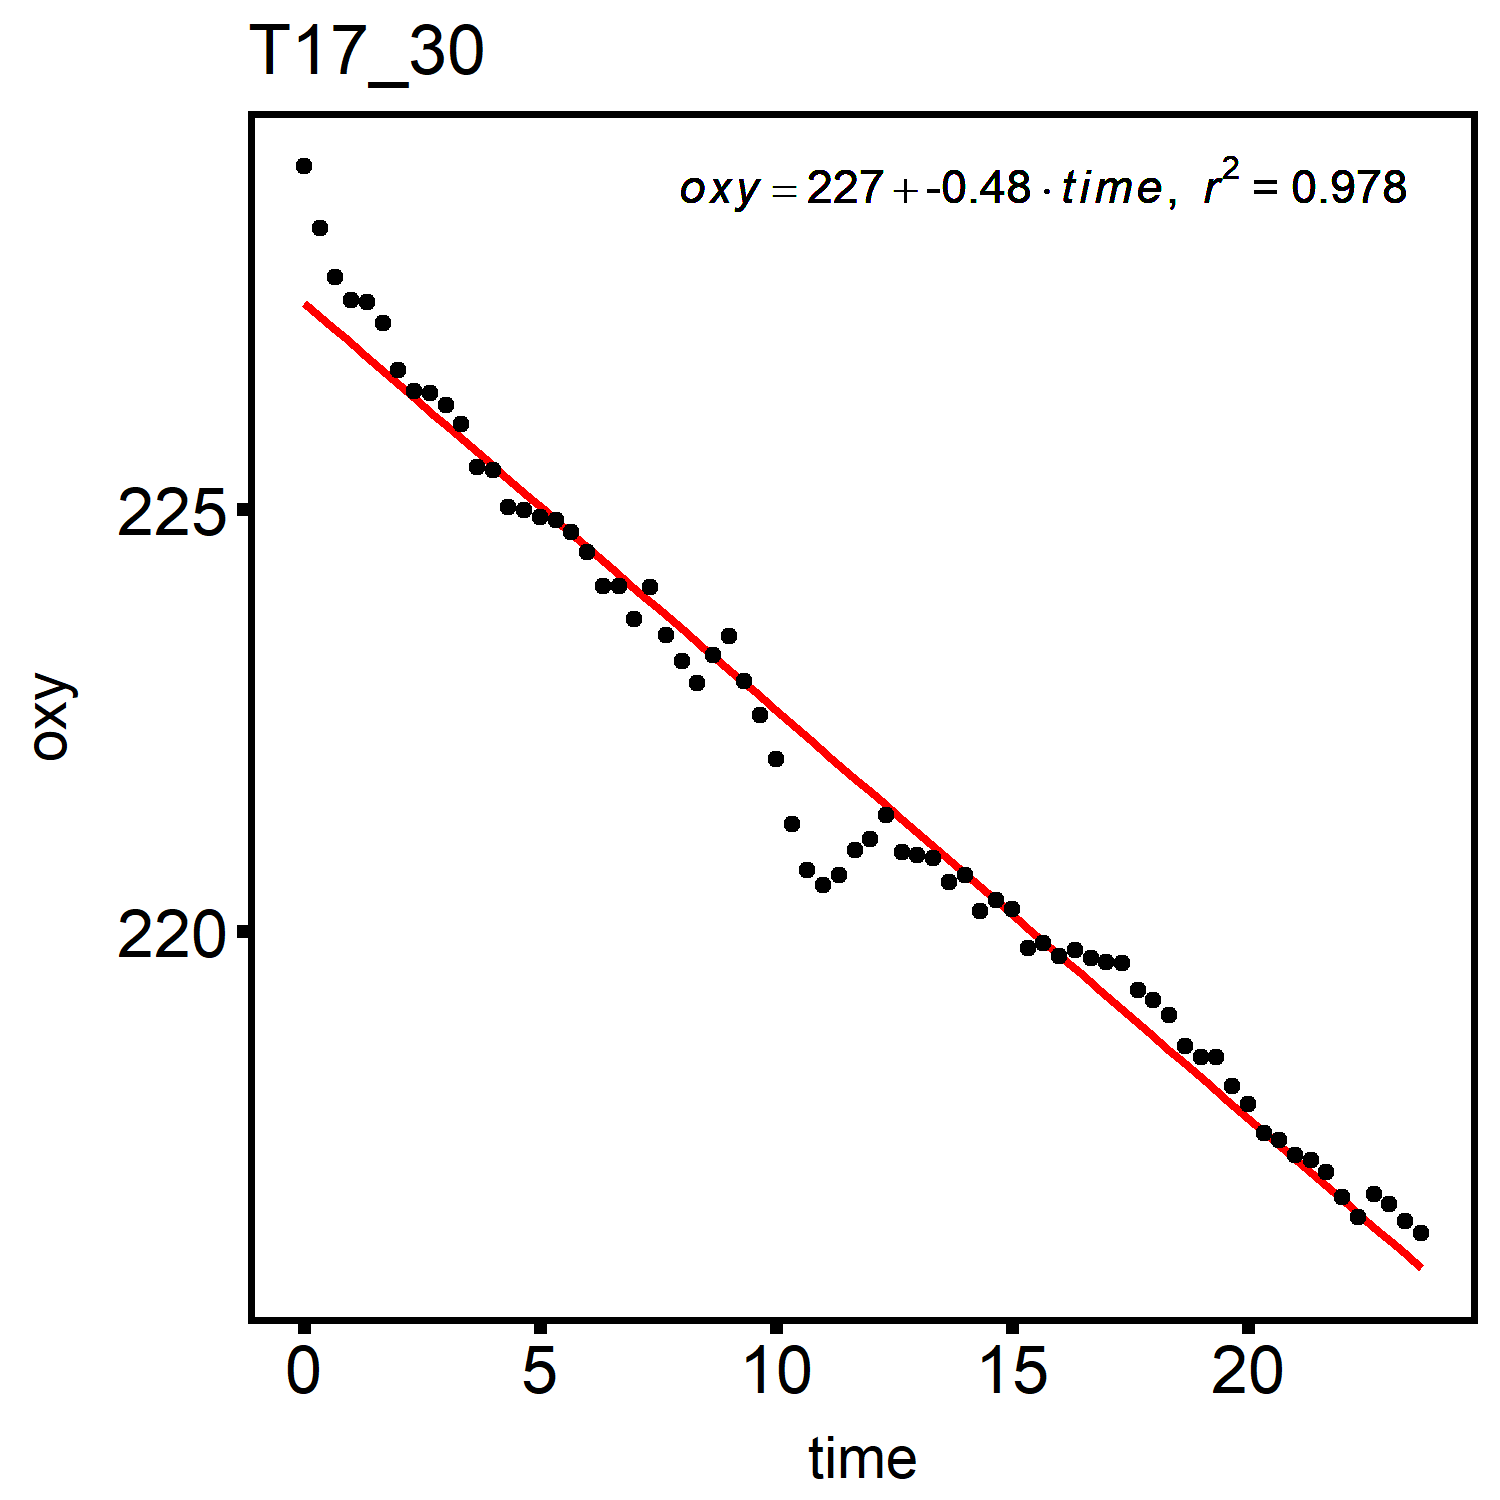 T17_30
oxy = 227 + -0.48 · time, r² = 0.978
225
220
oxy
0 5 10 15 20
time